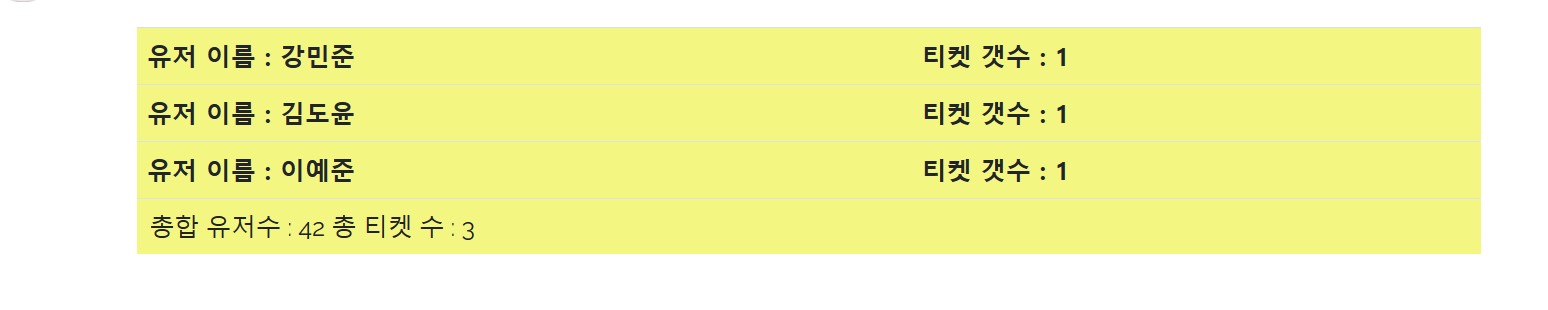 유저 이름 : 강민준 티켓 갯수 : 1
유저 이름 : 김도윤 티켓 갯수 : 1
유저 이름 : 이예준 티켓 갯수 : 1
총합 유저수 : 42 총 티켓 수 : 3